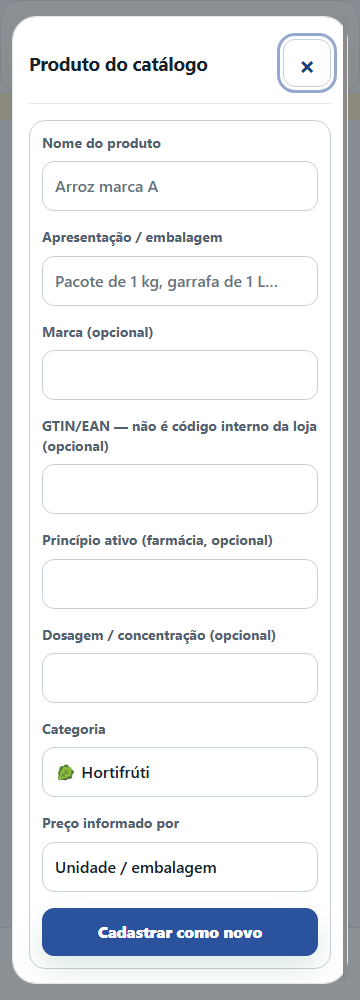 Produto do catálogo
×
Nome do produto
Arroz marca A
Apresentação / embalagem
Pacote de 1 kg, garrafa de 1 L...
Marca (opcional)
GTIN/EAN — não é código interno da loja
(opcional)
Princípio ativo (farmácia, opcional)
Dosagem / concentração (opcional)
Categoria
🥬 Hortifrúti
Preço informado por
Unidade / embalagem
Cadastrar como novo